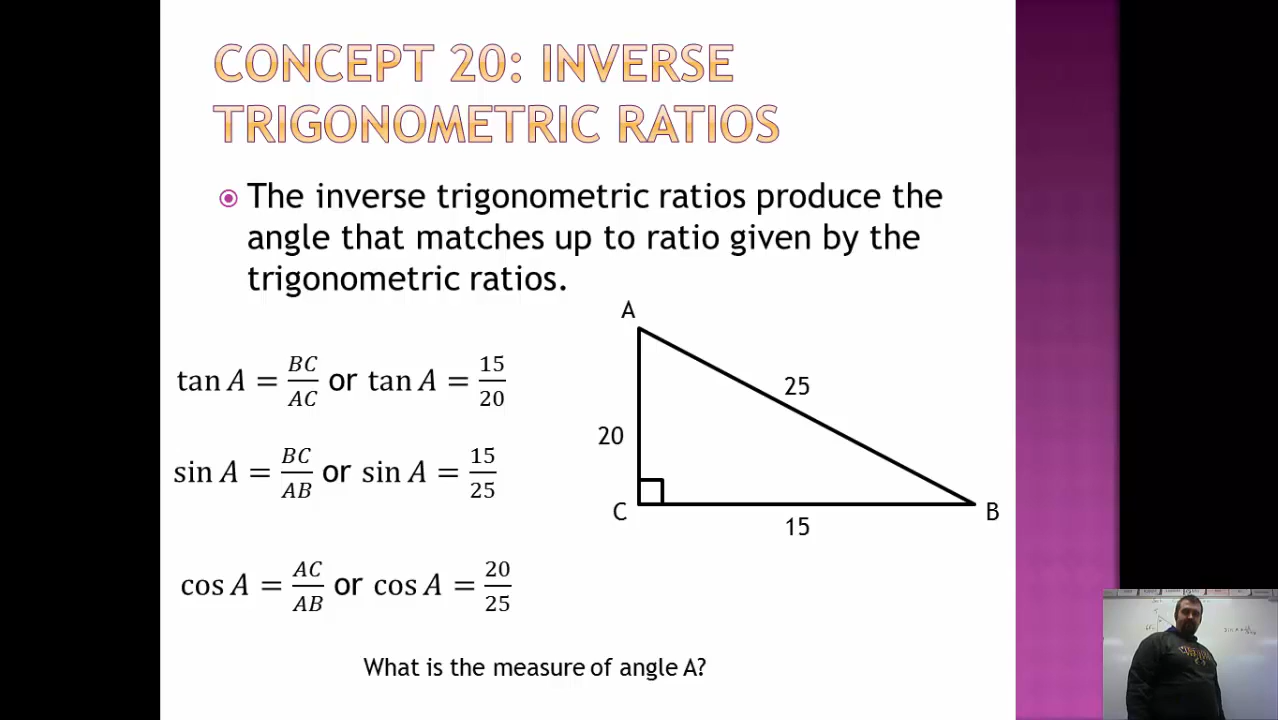 CONCEPT 20: INVERSE
TRIGONOMETRIC RATIOS
The inverse trigonometric ratios produce the
angle that matches up to ratio given by the
trigonometric ratios.
A
tan A = BC/AC or tan A = 15/20
25
20
sin A = BC/AB or sin A = 15/25
C
B
15
cos A = AC/AB or cos A = 20/25
What is the measure of angle A?